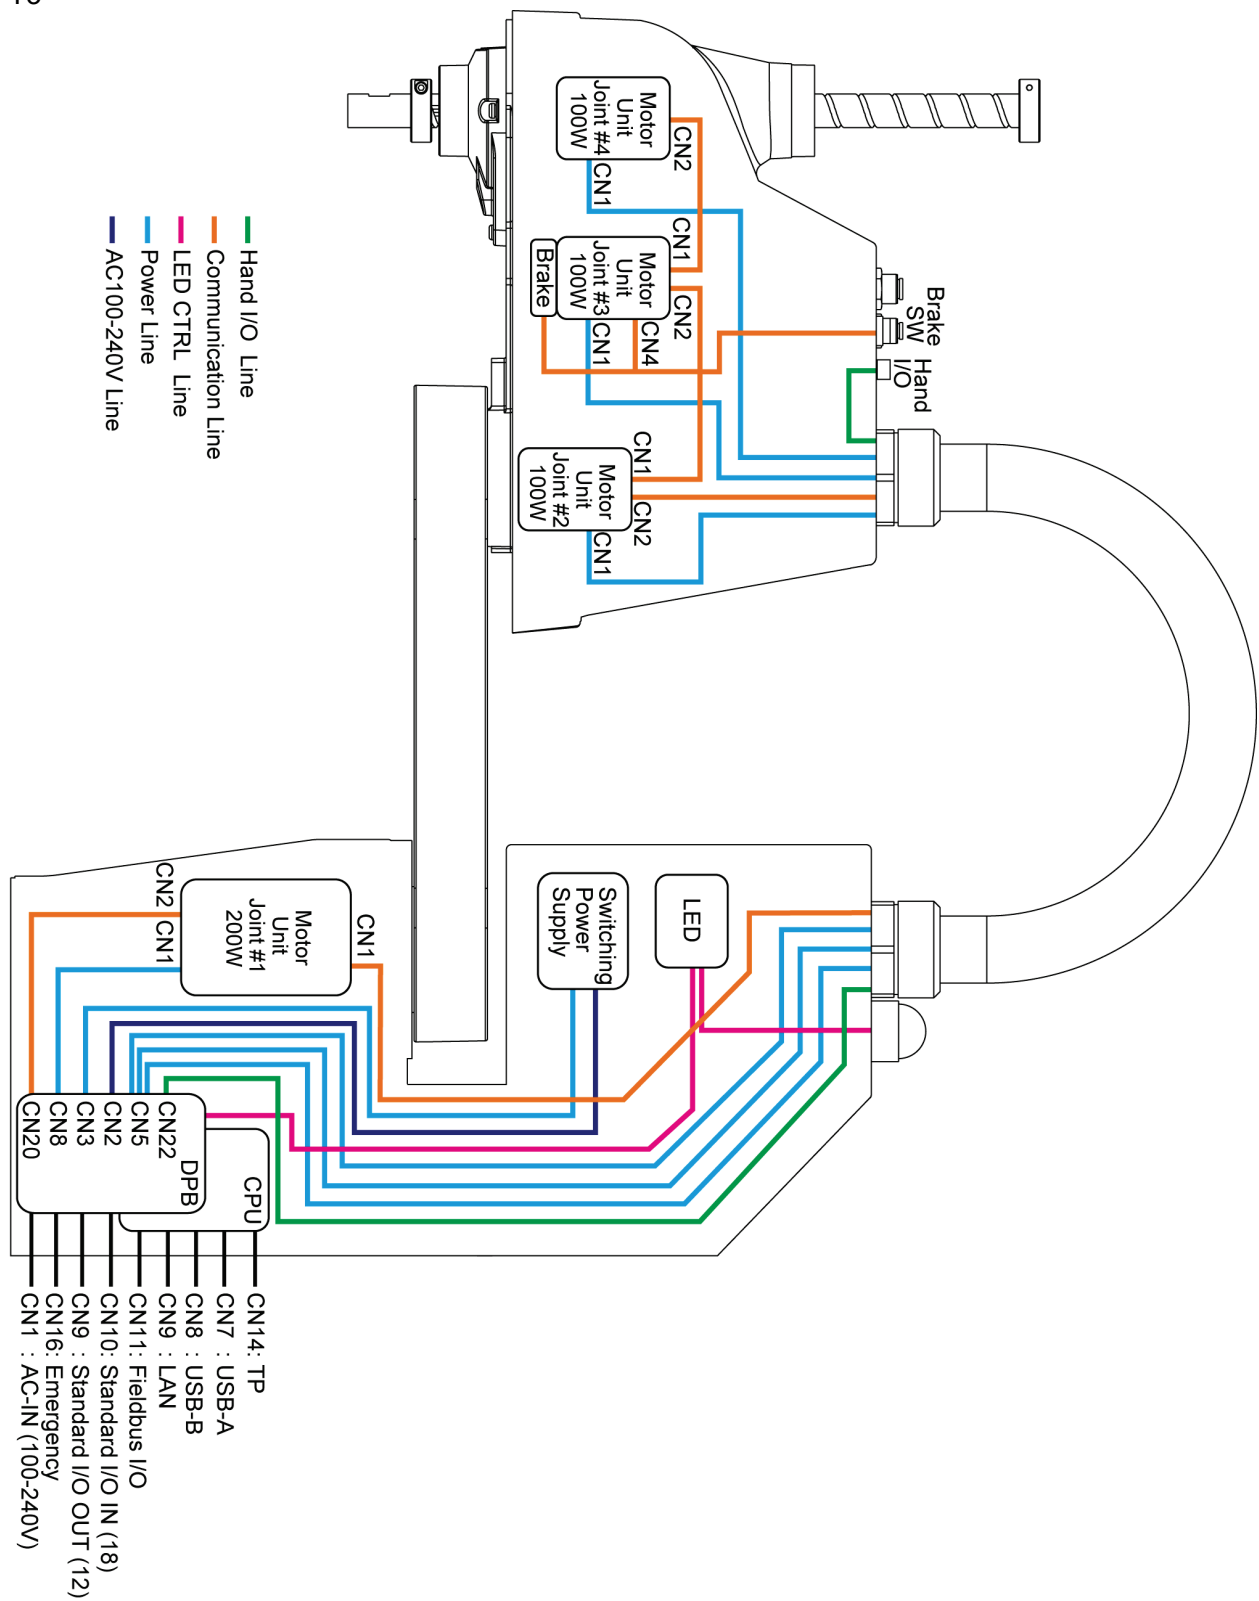 Motor
Unit
Joint #4
100W
CN2
CN1
CN1
Motor
Unit
Joint #3
100W
Brake
CN2
CN4
CN1
Brake
SW
Hand
I/O
CN1
Motor
Unit
Joint #2
100W
CN2
CN1
Hand I/O Line
Communication Line
LED CTRL Line
Power Line
AC100-240V Line
CN2
CN1
Motor
Unit
Joint #1
200W
CN1
Switching
Power
Supply
LED
CN22
CN5
CN2
CN3
CN8
CN20
DPB
CPU
CN14: TP
CN7 : USB-A
CN8 : USB-B
CN9 : LAN
CN11: Fieldbus I/O
CN10: Standard I/O IN (18)
CN9 : Standard I/O OUT (12)
CN16: Emergency
CN1 : AC-IN (100-240V)